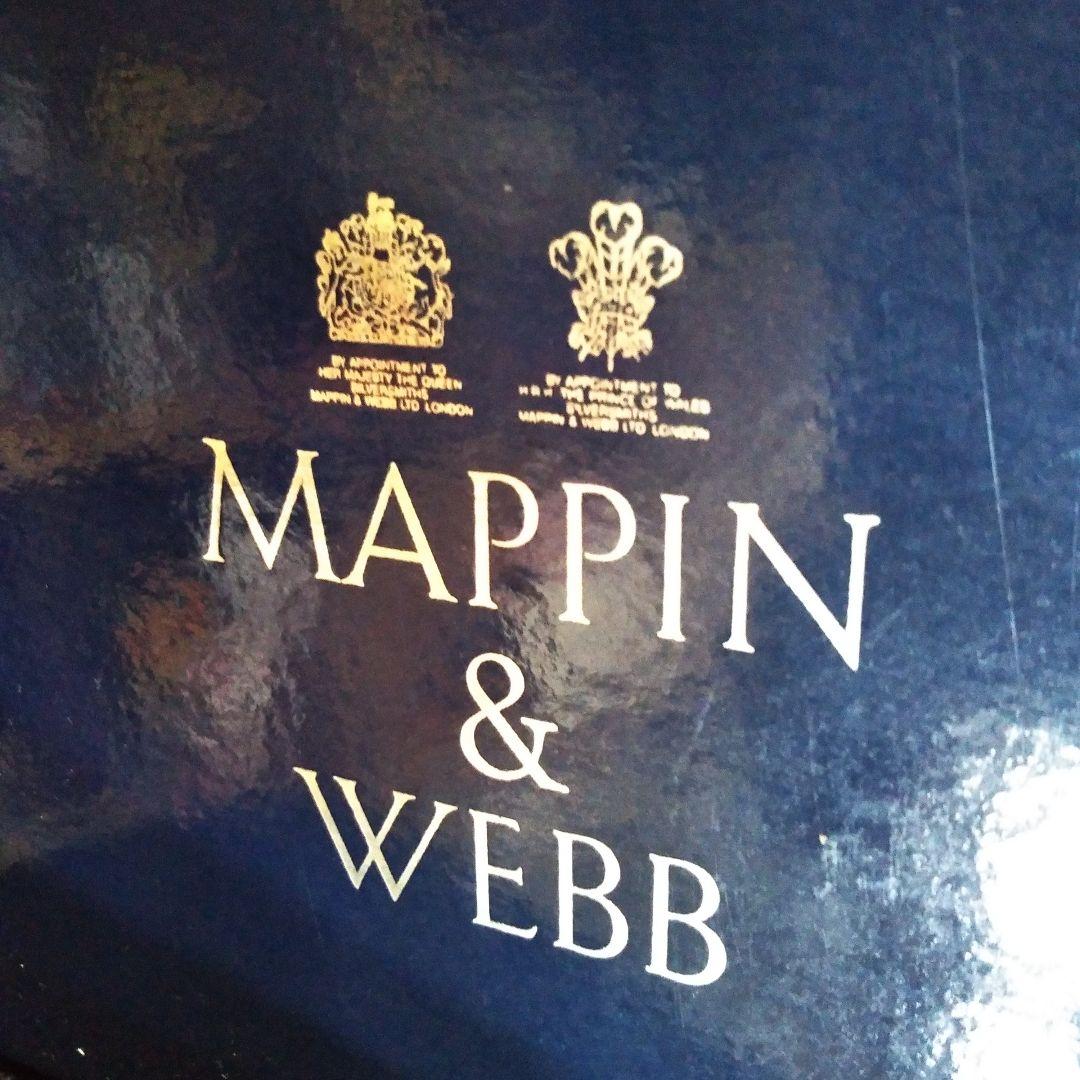 BY APPOINTMENT TO
HER MAJESTY THE QUEEN
SILVERSMITHS
MAPPIN & WEBB LTD LONDON
BY APPOINTMENT TO
H R H THE PRINCE OF WALES
SILVERSMITHS
MAPPIN & WEBB LTD LONDON
MAPPIN
&
WEBB